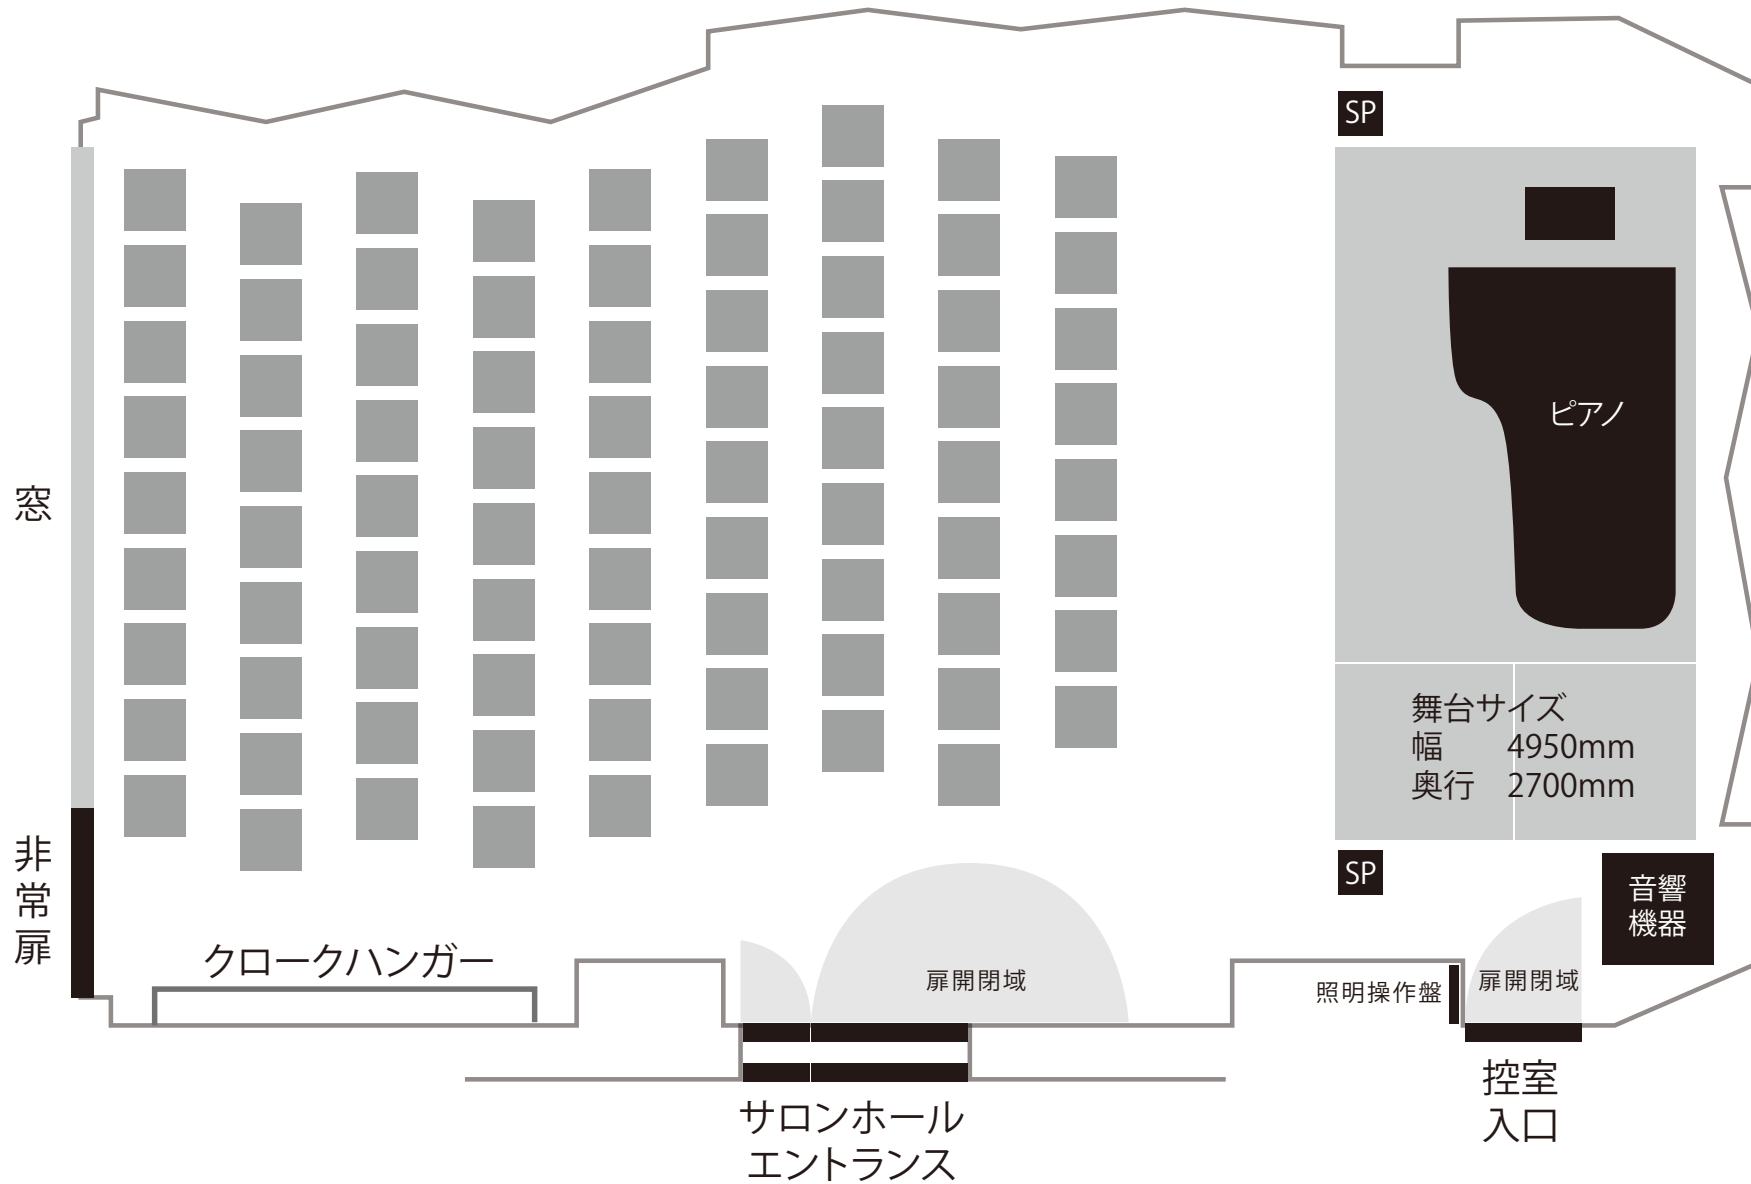 SP
ピアノ
窓
舞台サイズ
幅 4950mm
奥行 2700mm
非常扉
SP
音響
機器
クロークハンガー
扉開閉域
照明操作盤
扉開閉域
控室
入口
サロンホール
エントランス